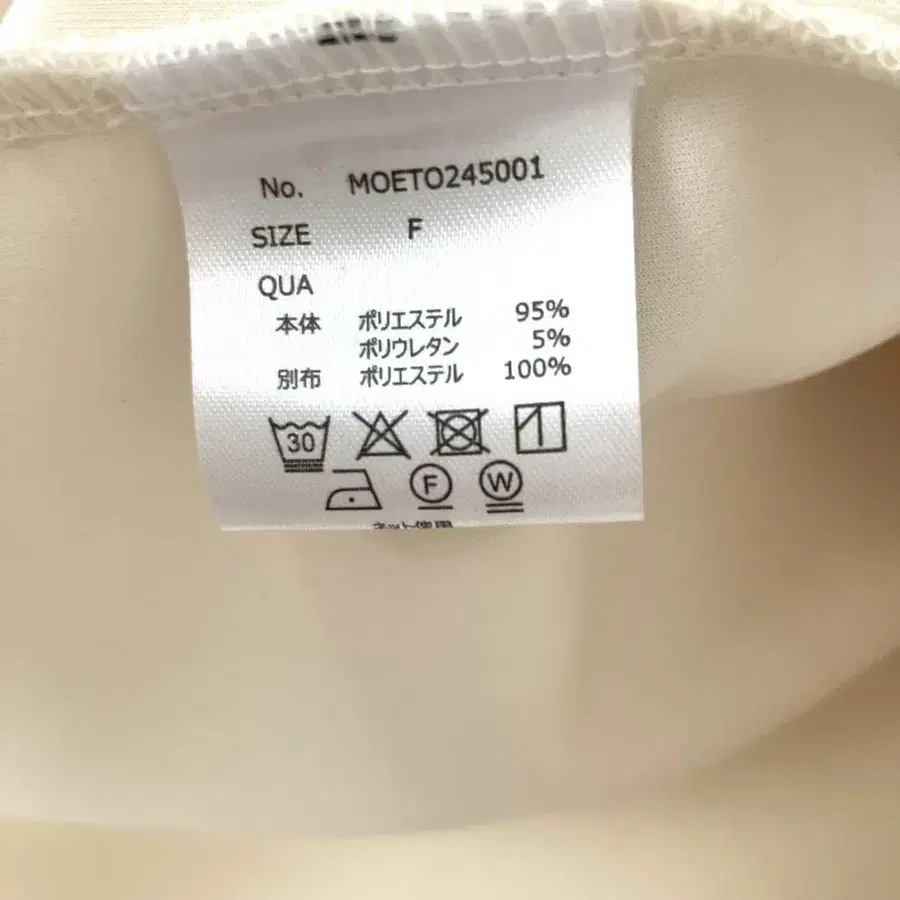 No. MOETO245001
SIZE F
QUA
本体 ポリエステル 95%
ポリウレタン 5%
別布 ポリエステル 100%
30
F W